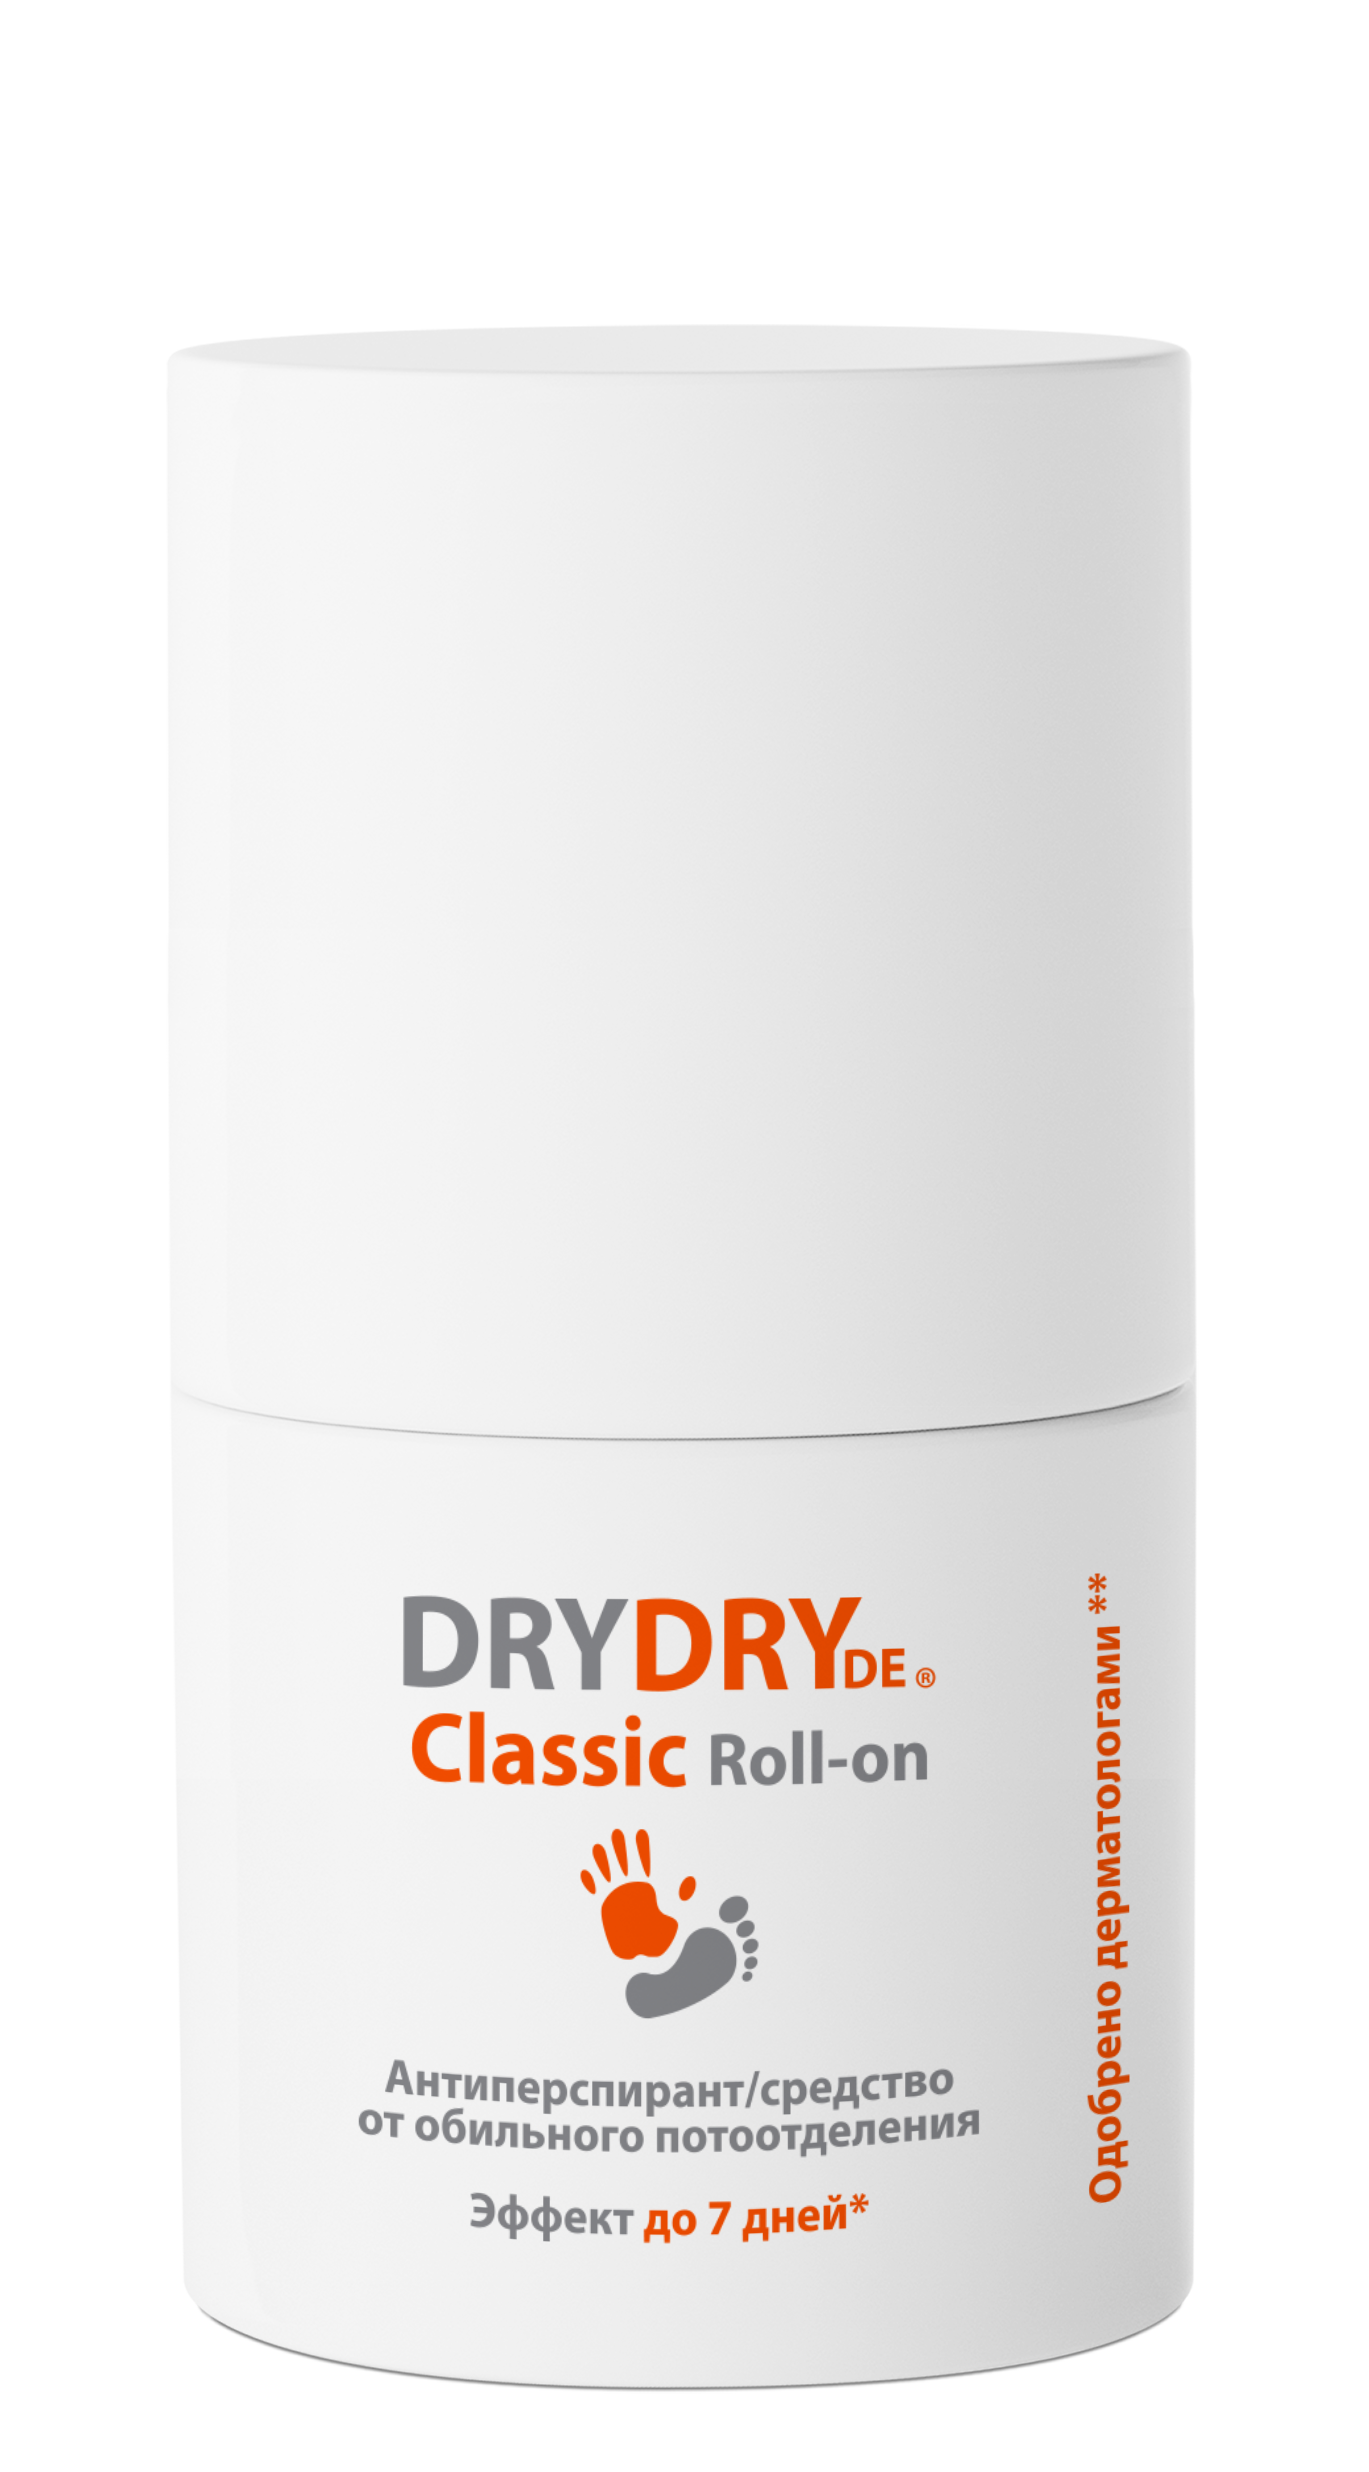 DRYDRYDE®
Classic Roll-on
Антиперспирант/средство
от обильного потоотделения
Эффект до 7 дней*
Одобрено дерматологами **